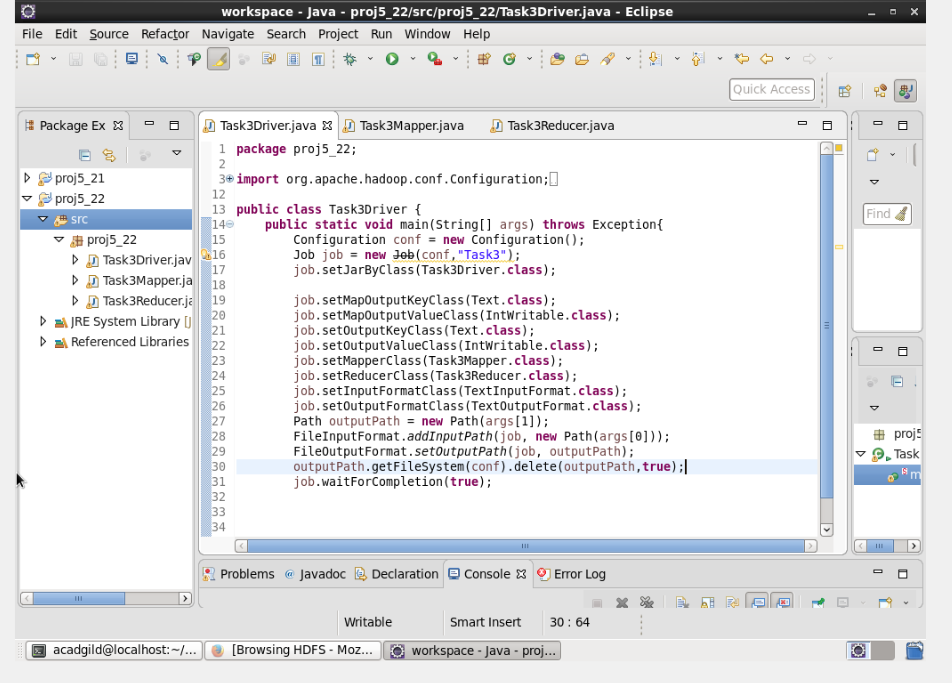 workspace - Java - proj5_22/src/proj5_22/Task3Driver.java - Eclipse
File Edit Source Refactor Navigate Search Project Run Window Help
Quick Access
Package Ex
Task3Driver.java Task3Mapper.java Task3Reducer.java
proj5_21
proj5_22
src
proj5_22
Task3Driver.jav
Task3Mapper.ja
Task3Reducer.ja
JRE System Library [J
Referenced Libraries
1 package proj5_22;
2
3 import org.apache.hadoop.conf.Configuration;
12
13 public class Task3Driver {
14 public static void main(String[] args) throws Exception{
15 Configuration conf = new Configuration();
16 Job job = new Job(conf,"Task3");
17 job.setJarByClass(Task3Driver.class);
18
19 job.setMapOutputKeyClass(Text.class);
20 job.setMapOutputValueClass(IntWritable.class);
21 job.setOutputKeyClass(Text.class);
22 job.setOutputValueClass(IntWritable.class);
23 job.setMapperClass(Task3Mapper.class);
24 job.setReducerClass(Task3Reducer.class);
25 job.setInputFormatClass(TextInputFormat.class);
26 job.setOutputFormatClass(TextOutputFormat.class);
27 Path outputPath = new Path(args[1]);
28 FileInputFormat.addInputPath(job, new Path(args[0]));
29 FileOutputFormat.setOutputPath(job, outputPath);
30 outputPath.getFileSystem(conf).delete(outputPath,true);
31 job.waitForCompletion(true);
32
33
34
Find
proj5
Task
m
Problems Javadoc Declaration Console Error Log
Writable Smart Insert 30 : 64
acadgild@localhost:~/... [Browsing HDFS - Moz... workspace - Java - proj...